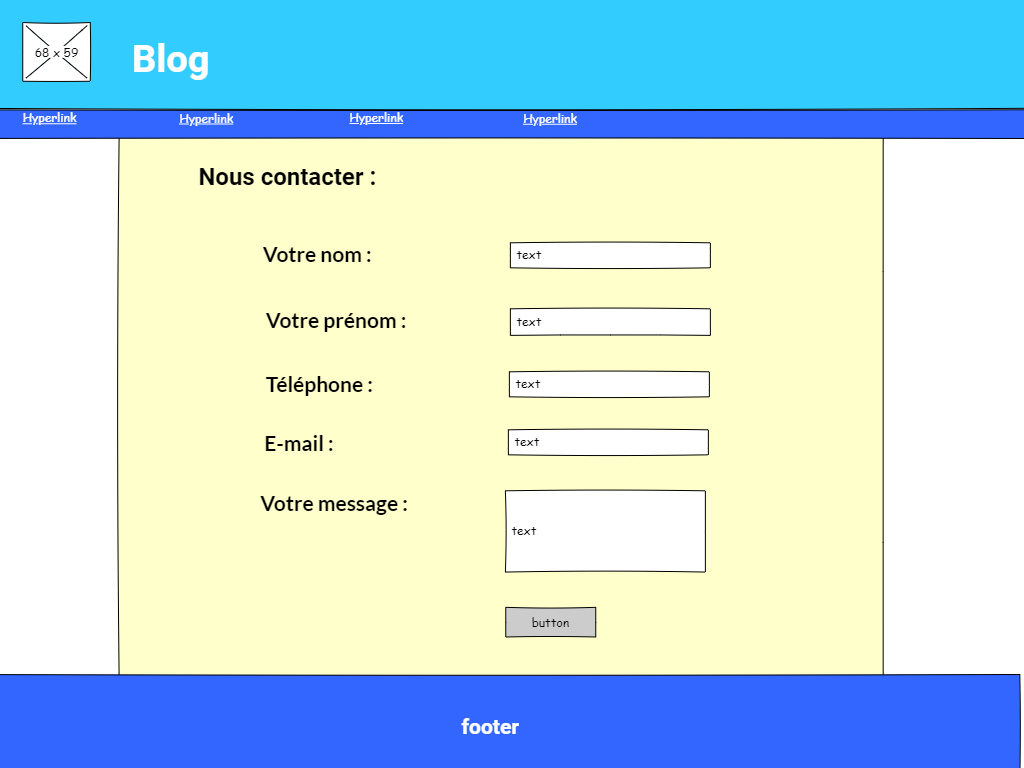 68 x 59
Blog
Hyperlink Hyperlink Hyperlink Hyperlink
Nous contacter :
Votre nom : text
Votre prénom : text
Téléphone : text
E-mail : text
Votre message :
text
button
footer